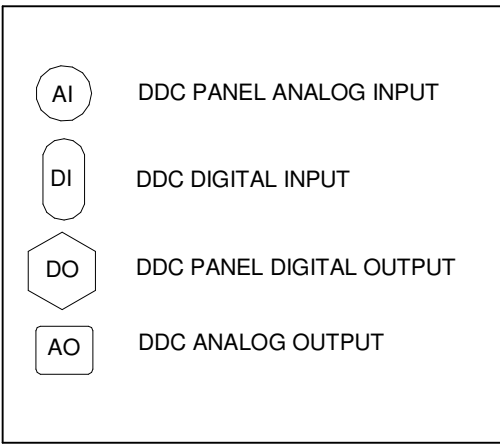 AI DDC PANEL ANALOG INPUT
DI DDC DIGITAL INPUT
DO DDC PANEL DIGITAL OUTPUT
AO DDC ANALOG OUTPUT